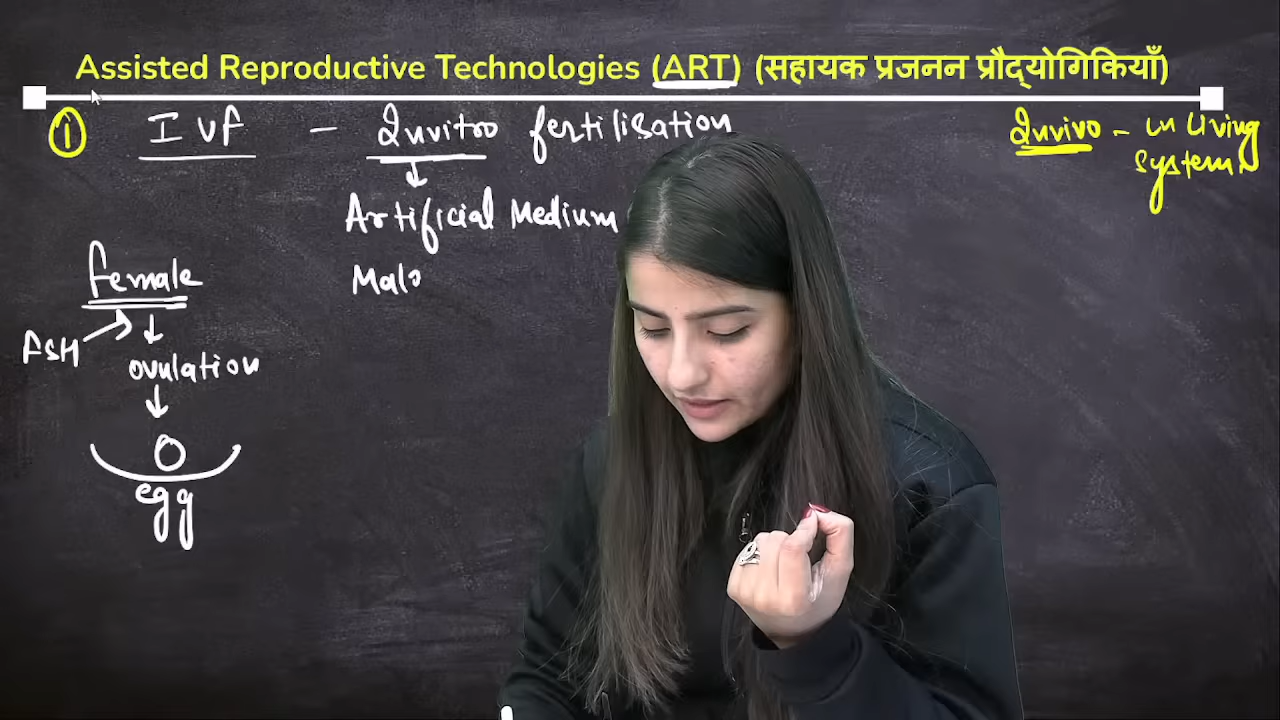 Assisted Reproductive Technologies (ART) (सहायक प्रजनन प्रौद्योगिकियाँ)
① IVF - Invitro fertilisation
Invivo - in living system
Artificial Medium
Female
Male
FSH
ovulation
egg